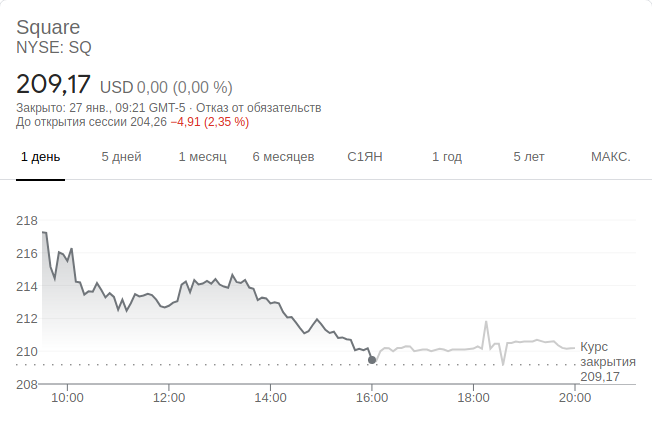 Square
NYSE: SQ
209,17 USD 0,00 (0,00 %)
Закрыто: 27 янв., 09:21 GMT-5 · Отказ от обязательств
До открытия сессии 204,26 −4,91 (2,35 %)
1 день 5 дней 1 месяц 6 месяцев С1ЯН 1 год 5 лет МАКС.
218
216
214
212
210
208
Курс
закрытия
209,17
10:00 12:00 14:00 16:00 18:00 20:00